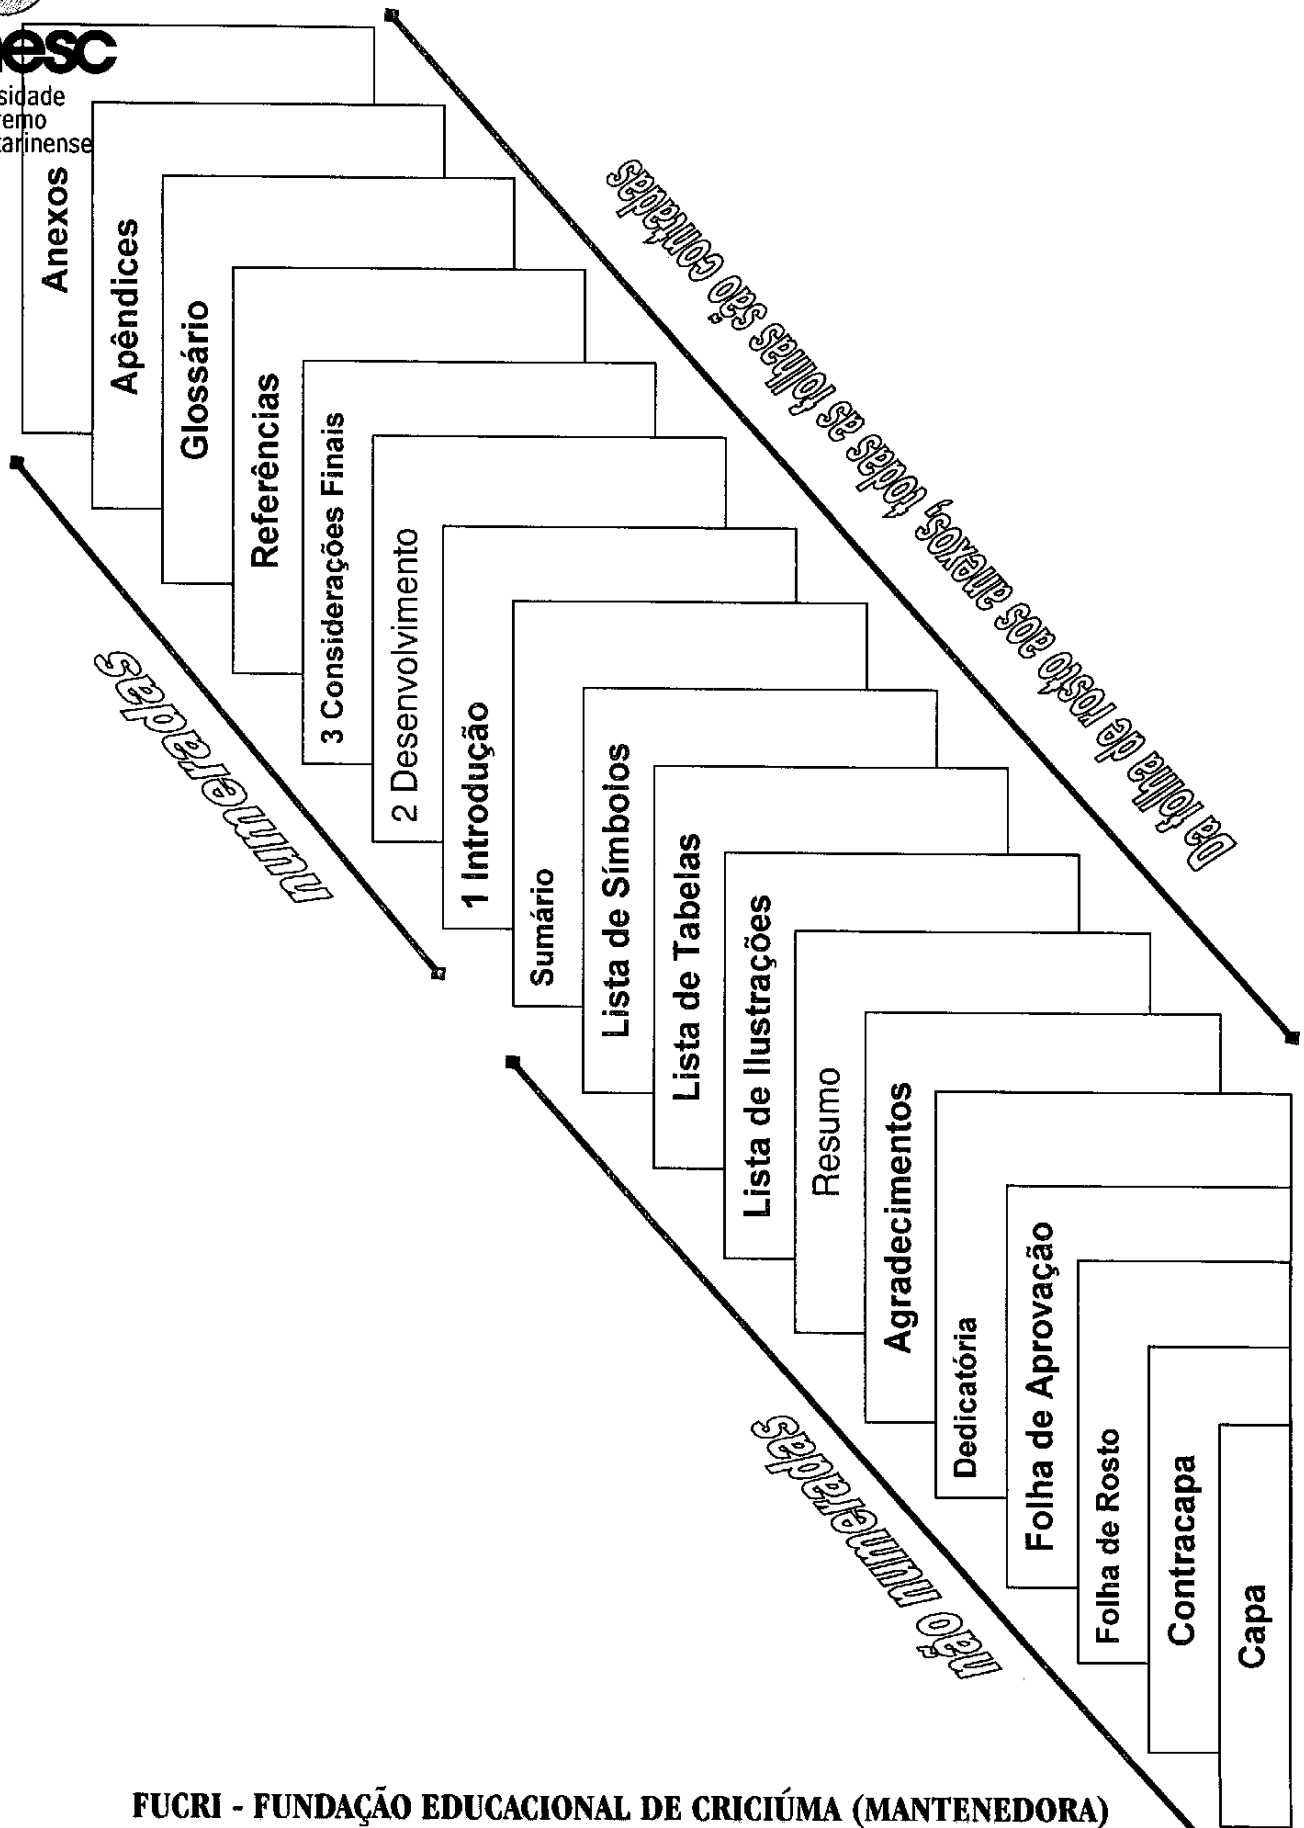 nesc
sidade
remo
tarinense
Anexos
Apêndices
Glossário
Referências
3 Considerações Finais
2 Desenvolvimento
1 Introdução
Sumário
Lista de Símbolos
Lista de Tabelas
Lista de Ilustrações
Resumo
Agradecimentos
Dedicatória
Folha de Aprovação
Folha de Rosto
Contracapa
Capa
numeradas
não numeradas
Da folha de rosto aos anexos, todas as folhas são contadas
FUCRI - FUNDAÇÃO EDUCACIONAL DE CRICIÚMA (MANTENEDORA)